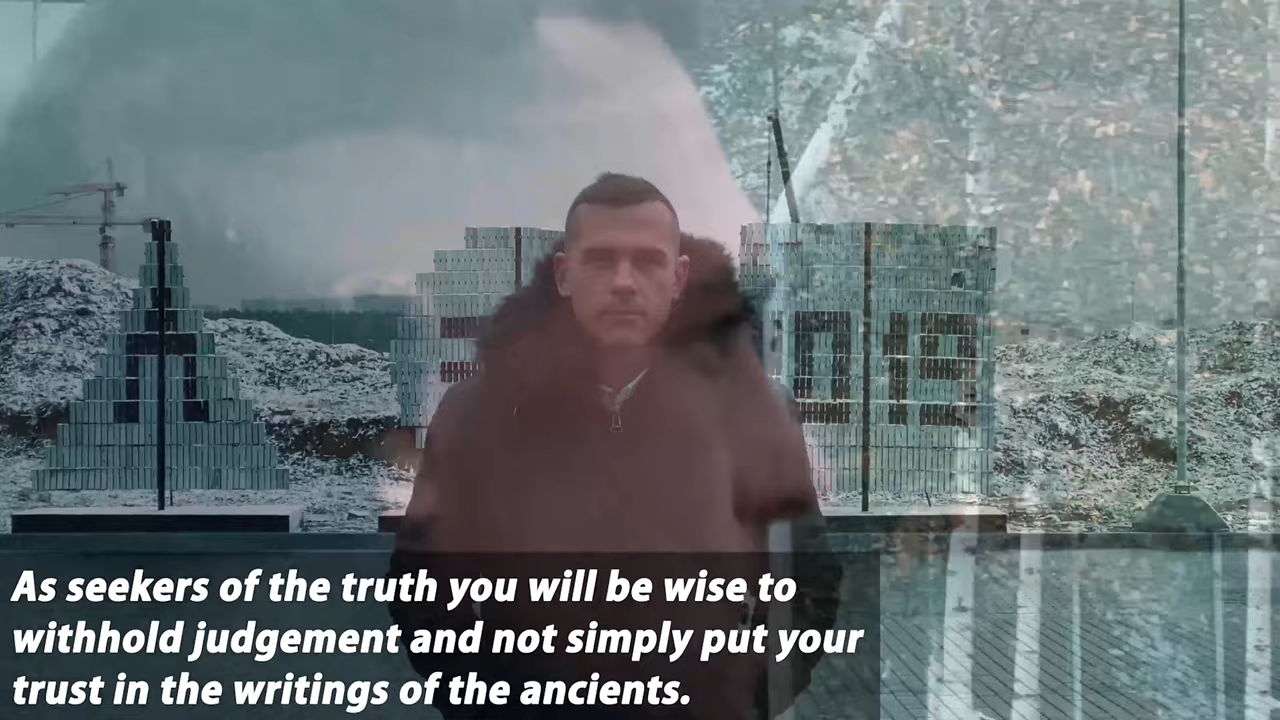 019
As seekers of the truth you will be wise to
withhold judgement and not simply put your
trust in the writings of the ancients.